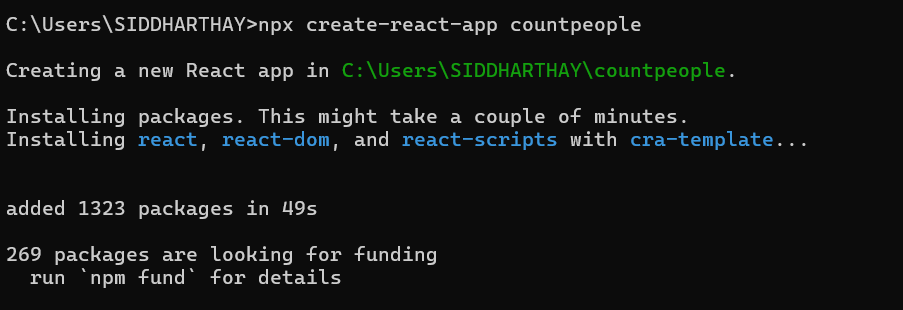 C:\Users\SIDDHARTHAY>npx create-react-app countpeople
Creating a new React app in C:\Users\SIDDHARTHAY\countpeople.
Installing packages. This might take a couple of minutes.
Installing react, react-dom, and react-scripts with cra-template...
added 1323 packages in 49s
269 packages are looking for funding
  run `npm fund` for details